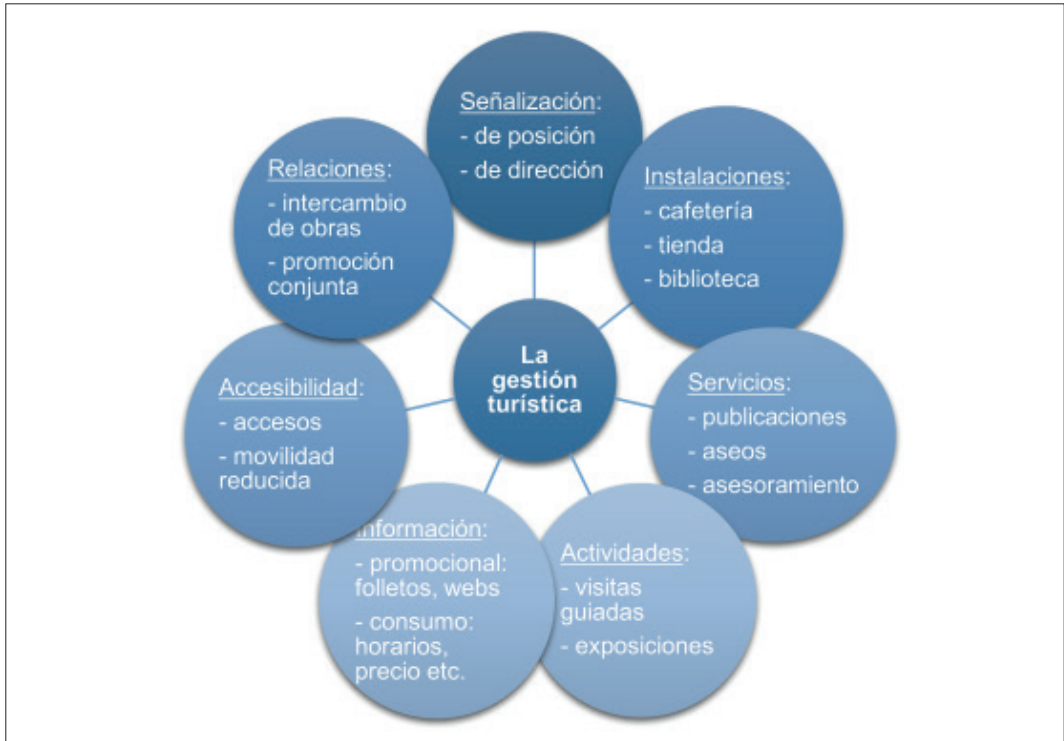 Señalización:
- de posición
- de dirección
Instalaciones:
- cafetería
- tienda
- biblioteca
Servicios:
- publicaciones
- aseos
- asesoramiento
Actividades:
- visitas
guiadas
- exposiciones
Información:
- promocional:
folletos, webs
- consumo:
horarios,
precio etc.
Accesibilidad:
- accesos
- movilidad
reducida
Relaciones:
- intercambio
de obras
- promoción
conjunta
La
gestión
turística